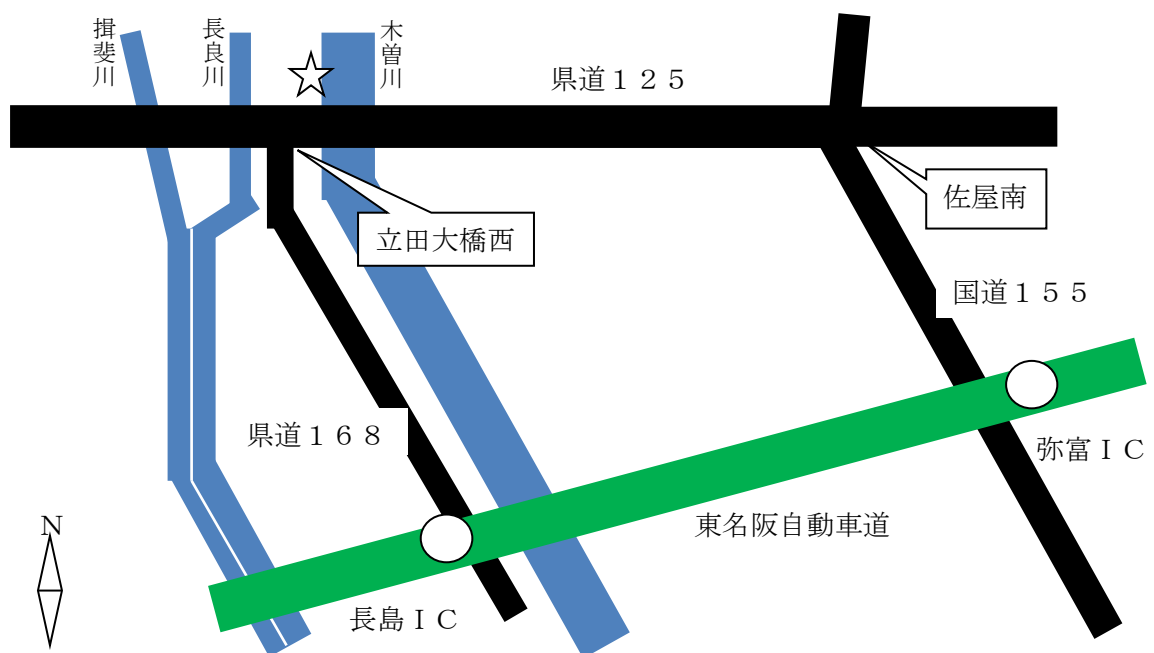 揖斐川
長良川
木曽川
県道１２５
佐屋南
立田大橋西
国道１５５
県道１６８
弥富ＩＣ
東名阪自動車道
N
長島ＩＣ